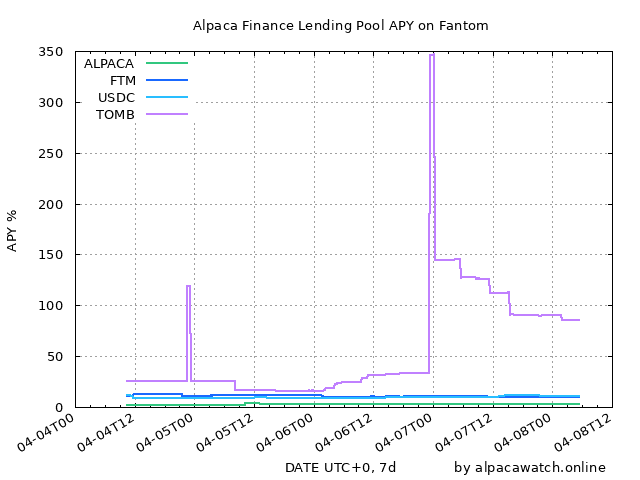 Alpaca Finance Lending Pool APY on Fantom
350
300
250
200
150
100
50
0
APY %
ALPACA
FTM
USDC
TOMB
04-04T00
04-04T12
04-05T00
04-05T12
04-06T00
04-06T12
04-07T00
04-07T12
04-08T00
04-08T12
DATE UTC+0, 7d
by alpacawatch.online